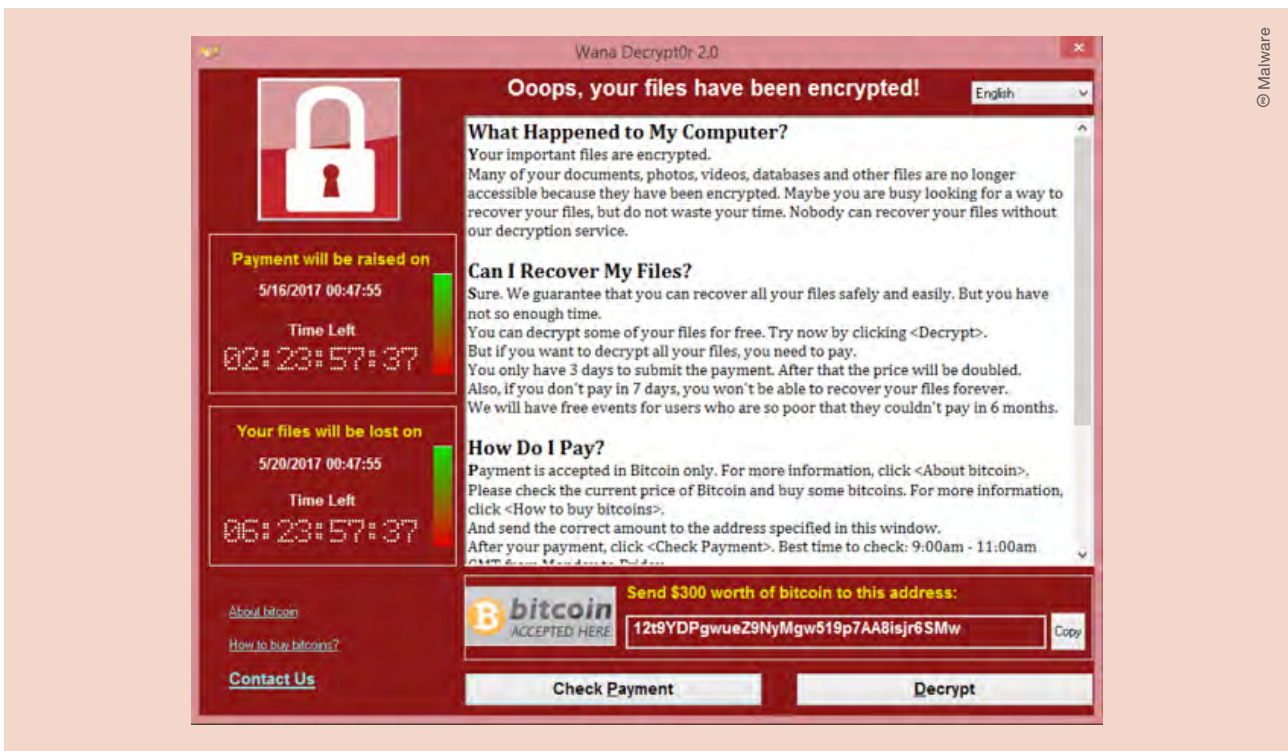 © Malware
Wana Decrypt0r 2.0
Ooops, your files have been encrypted!
English
What Happened to My Computer?
Your important files are encrypted.
Many of your documents, photos, videos, databases and other files are no longer
accessible because they have been encrypted. Maybe you are busy looking for a way to
recover your files, but do not waste your time. Nobody can recover your files without
our decryption service.
Can I Recover My Files?
Sure. We guarantee that you can recover all your files safely and easily. But you have
not so enough time.
You can decrypt some of your files for free. Try now by clicking <Decrypt>.
But if you want to decrypt all your files, you need to pay.
You only have 3 days to submit the payment. After that the price will be doubled.
Also, if you don't pay in 7 days, you won't be able to recover your files forever.
We will have free events for users who are so poor that they couldn't pay in 6 months.
How Do I Pay?
Payment is accepted in Bitcoin only. For more information, click <About bitcoin>.
Please check the current price of Bitcoin and buy some bitcoins. For more information,
click <How to buy bitcoins>.
And send the correct amount to the address specified in this window.
After your payment, click <Check Payment>. Best time to check: 9:00am - 11:00am
GMT from Monday to Friday.
Payment will be raised on
5/16/2017 00:47:55
Time Left
02:23:57:37
Your files will be lost on
5/20/2017 00:47:55
Time Left
06:23:57:37
About bitcoin
How to buy bitcoins?
Contact Us
bitcoin
ACCEPTED HERE
Send $300 worth of bitcoin to this address:
12t9YDPgwueZ9NyMgw519p7AA8isjr6SMw
Copy
Check Payment
Decrypt